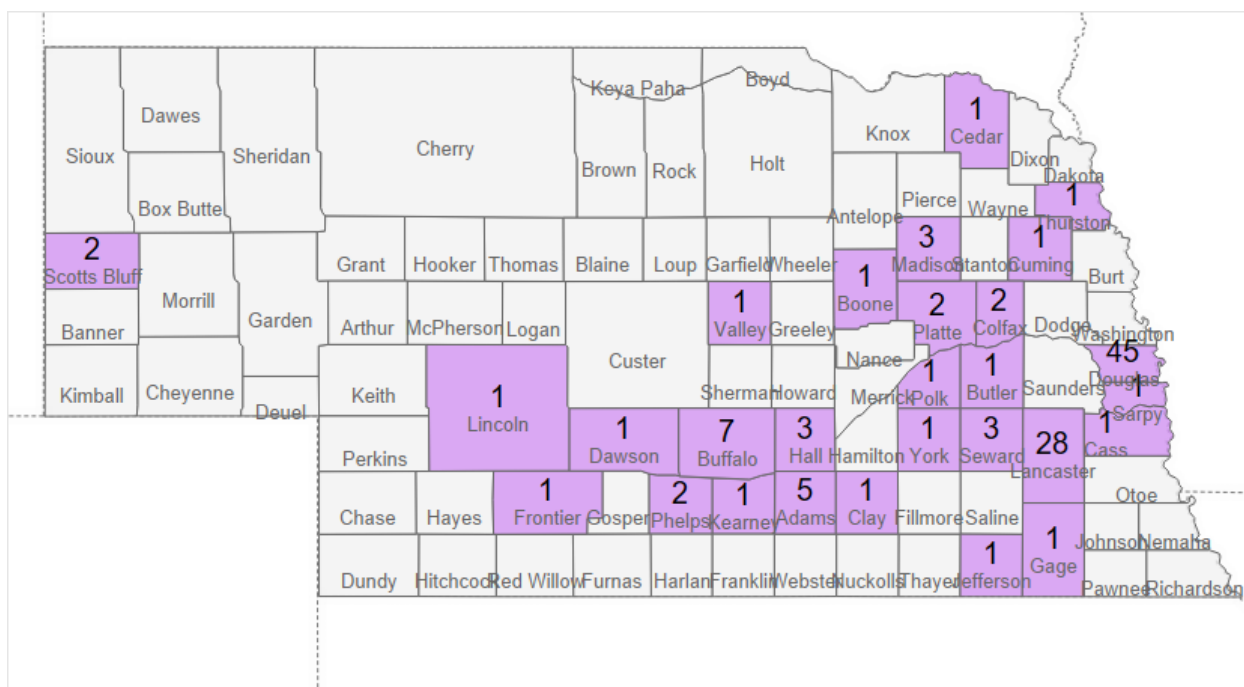 Dawes
Sioux
Sheridan
Cherry
Box Butte
Keya Paha
Boyd
Brown
Rock
Holt
Knox
1
Cedar
Dixon
Dakota
Antelope
Pierce
Wayne
1
Thurston
2
Scotts Bluff
Morrill
Garden
Banner
Kimball
Cheyenne
Deuel
Grant
Hooker
Thomas
Blaine
Loup
Garfield
Wheeler
3
Madison
Stanton
1
Cuming
Burt
Arthur
McPherson
Logan
Custer
1
Valley
Greeley
1
Boone
2
Platte
2
Colfax
Dodge
Washington
Nance
Keith
1
Lincoln
Sherman
Howard
Merrick
1
Polk
1
Butler
Saunders
45
Douglas
1
Sarpy
Perkins
1
Dawson
7
Buffalo
3
Hall
Hamilton
1
York
3
Seward
28
Lancaster
1
Cass
Otoe
Chase
Hayes
1
Frontier
Gosper
2
Phelps
1
Kearney
5
Adams
1
Clay
Fillmore
Saline
Johnson
Nemaha
Dundy
Hitchcock
Red Willow
Furnas
Harlan
Franklin
Webster
Nuckolls
Thayer
1
Jefferson
1
Gage
Pawnee
Richardson